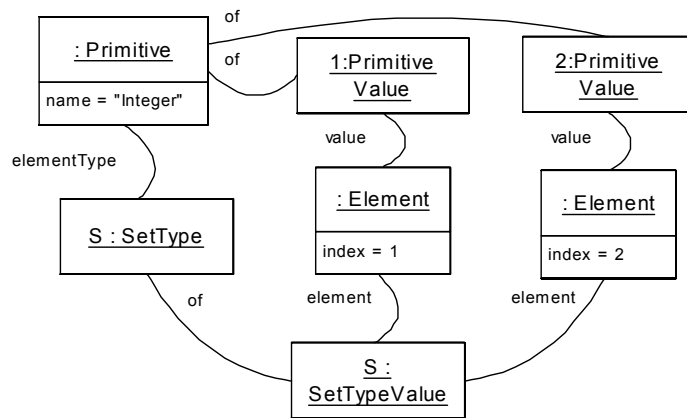 of
: Primitive
name = "Integer"
of
1:Primitive
Value
2:Primitive
Value
elementType
value
value
S : SetType
: Element
index = 1
: Element
index = 2
of
element
element
S :
SetTypeValue